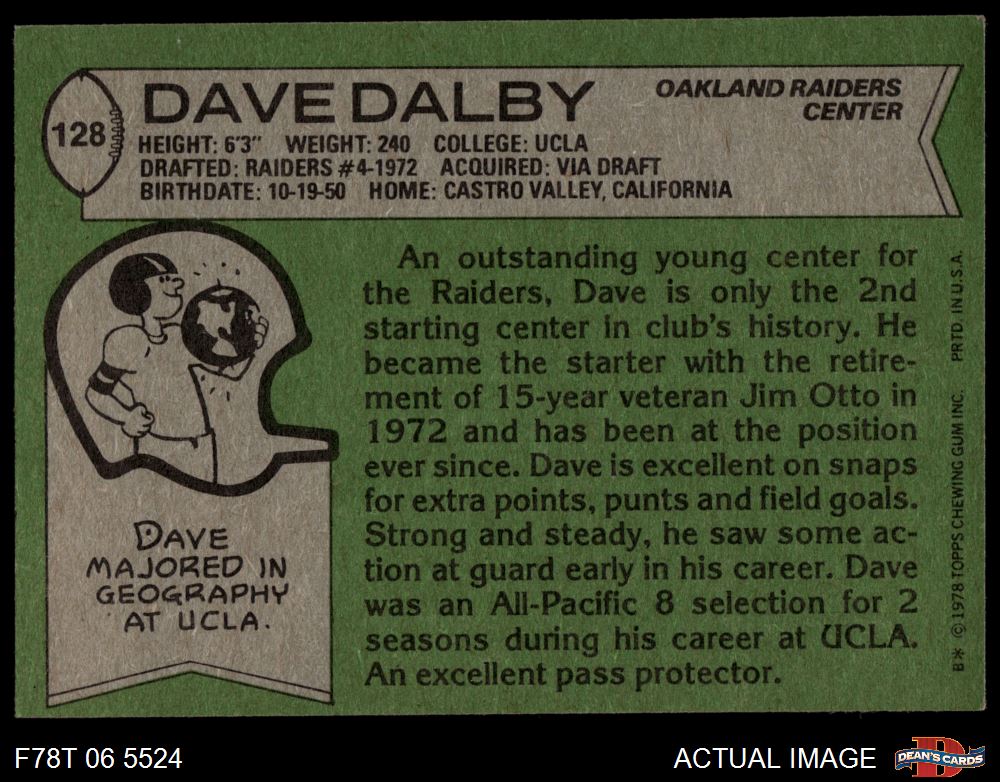 128
DAVE DALBY
OAKLAND RAIDERS
CENTER
HEIGHT: 6'3" WEIGHT: 240 COLLEGE: UCLA
DRAFTED: RAIDERS #4-1972 ACQUIRED: VIA DRAFT
BIRTHDATE: 10-19-50 HOME: CASTRO VALLEY, CALIFORNIA
An outstanding young center for
the Raiders, Dave is only the 2nd
starting center in club's history. He
became the starter with the retire-
ment of 15-year veteran Jim Otto in
1972 and has been at the position
ever since. Dave is excellent on snaps
for extra points, punts and field goals.
Strong and steady, he saw some ac-
tion at guard early in his career. Dave
was an All-Pacific 8 selection for 2
seasons during his career at UCLA.
An excellent pass protector.
DAVE
MAJORED IN
GEOGRAPHY
AT UCLA.
B* © 1978 TOPPS CHEWING GUM INC. PRTD. IN U.S.A.
F78T 06 5524
ACTUAL IMAGE
D
DEAN'S CARDS